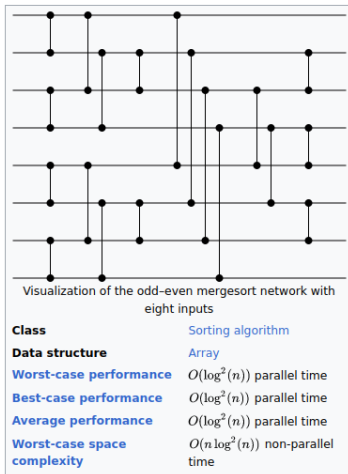 Visualization of the odd–even mergesort network with
eight inputs
Class Sorting algorithm
Data structure Array
Worst-case performance O(log²(n)) parallel time
Best-case performance O(log²(n)) parallel time
Average performance O(log²(n)) parallel time
Worst-case space O(n log²(n)) non-parallel
complexity time